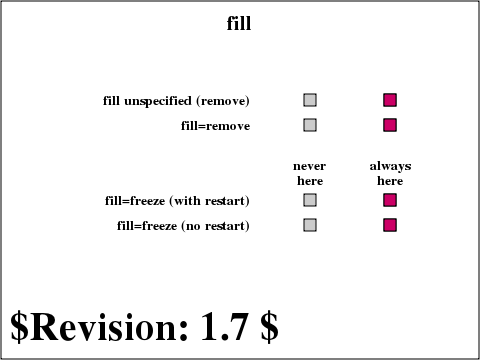 fill
fill unspecified (remove)
fill=remove
never always
here here
fill=freeze (with restart)
fill=freeze (no restart)
$Revision: 1.7 $